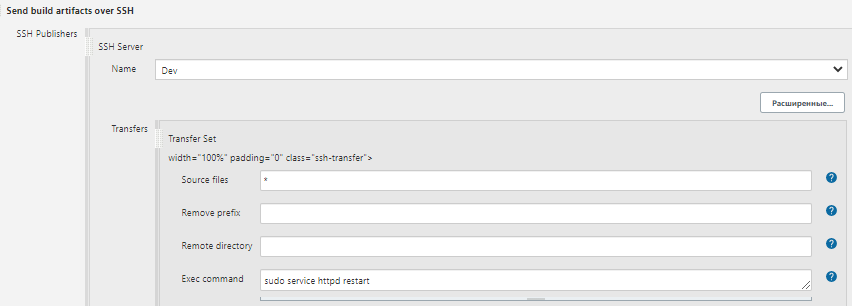 Send build artifacts over SSH
SSH Publishers
SSH Server
Name
Dev
Расширенные...
Transfers
Transfer Set
width="100%" padding="0" class="ssh-transfer">
Source files
*
?
Remove prefix
?
Remote directory
?
Exec command
sudo service httpd restart
?